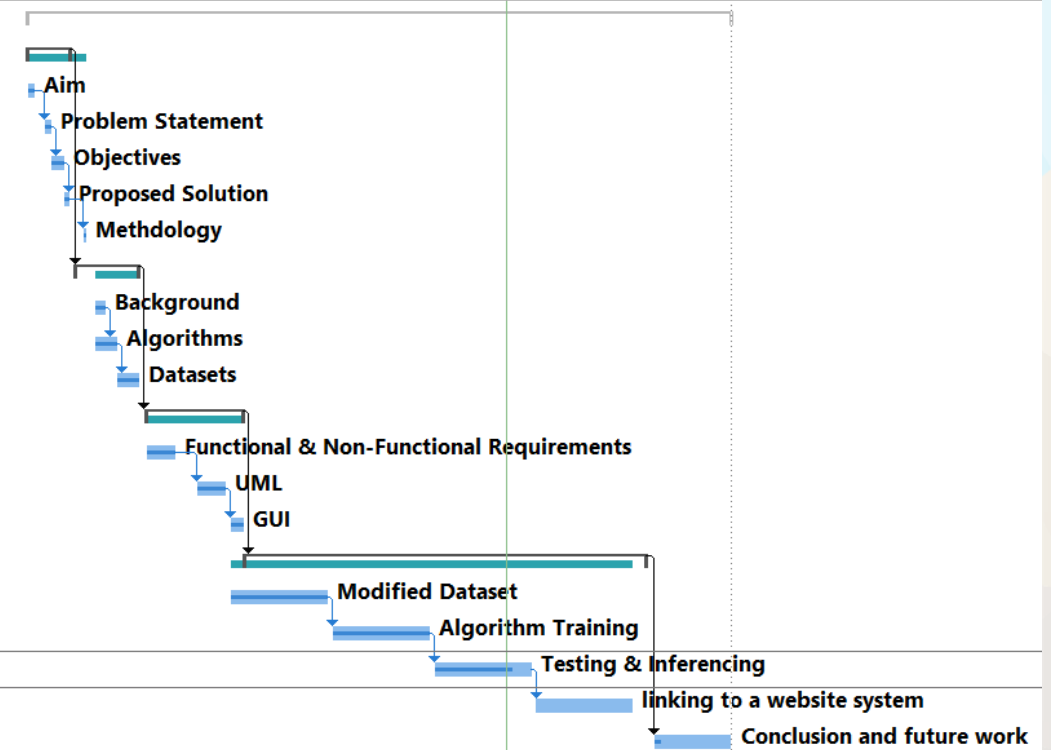 Aim
Problem Statement
Objectives
Proposed Solution
Methdology
Background
Algorithms
Datasets
Functional & Non-Functional Requirements
UML
GUI
Modified Dataset
Algorithm Training
Testing & Inferencing
linking to a website system
Conclusion and future work